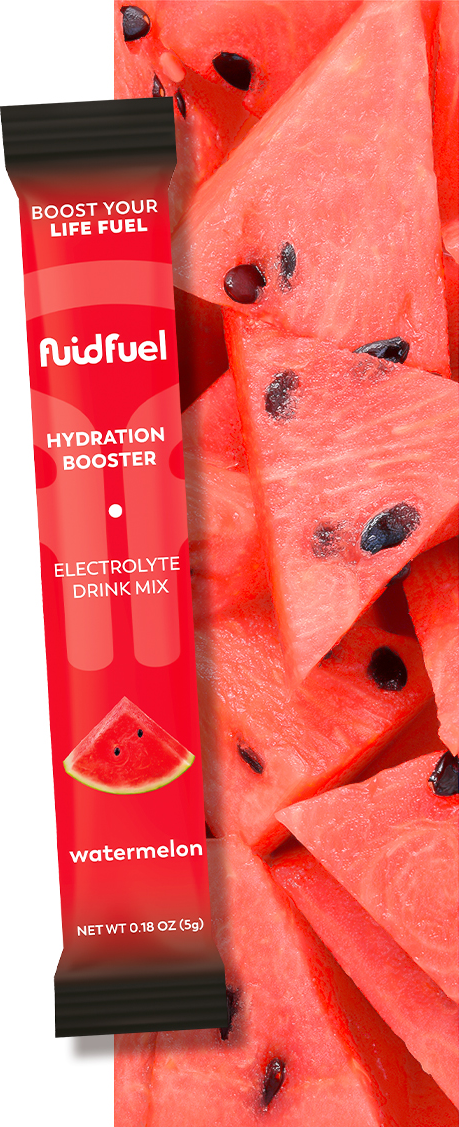 BOOST YOUR
LIFE FUEL
fluidfuel
HYDRATION
BOOSTER
ELECTROLYTE
DRINK MIX
watermelon
NET WT 0.18 OZ (5g)